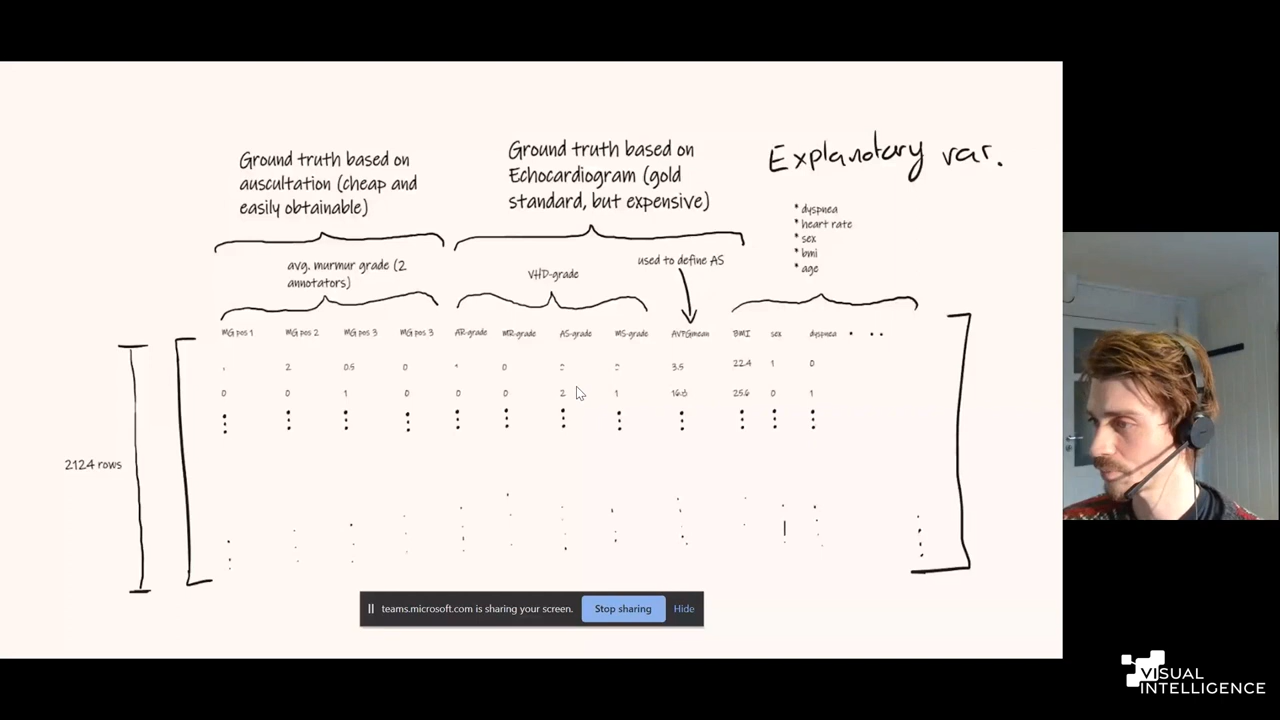 Ground truth based on
auscultation (cheap and
easily obtainable)
Ground truth based on
Echocardiogram (gold
standard, but expensive)
Explanatory var.
* dyspnea
* heart rate
* sex
* bmi
* age
avg. murmur grade (2
annotators)
VHD-grade
used to define AS
MG pos 1 MG pos 2 MG pos 3 MG pos 3 AR-grade MR-grade AS-grade MS-grade AVPGmean BMI sex dyspnea • • •
2 0.5 0 0 3.5 22.4 1 0
0 0 1 0 0 0 2 1 25.6 0 1
2124 rows
teams.microsoft.com is sharing your screen. Stop sharing Hide
VISUAL
INTELLIGENCE